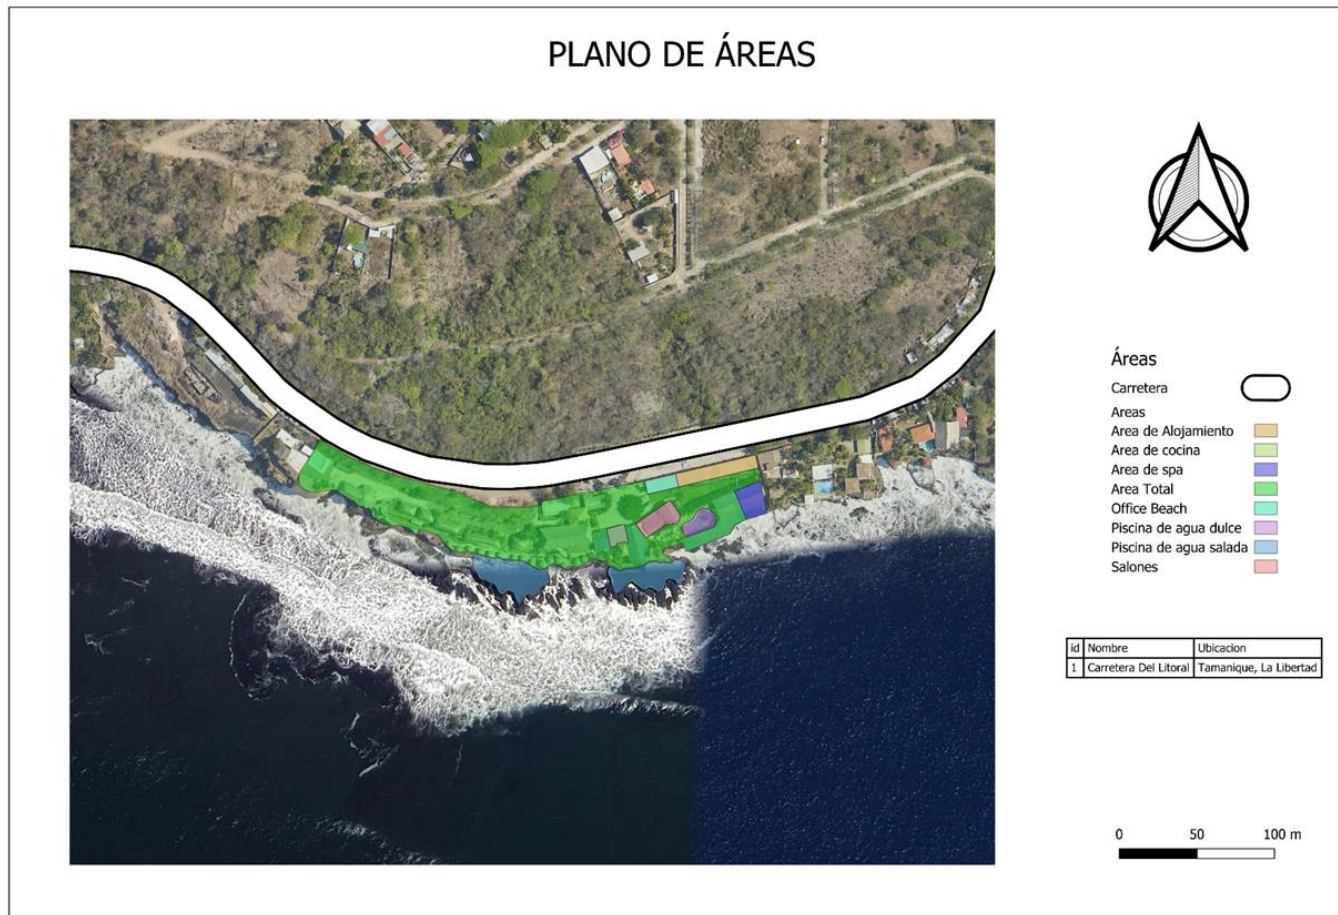 PLANO DE ÁREAS
Áreas
Carretera
Areas
Area de Alojamiento
Area de cocina
Area de spa
Area Total
Office Beach
Piscina de agua dulce
Piscina de agua salada
Salones
id Nombre Ubicacion
1 Carretera Del Litoral Tamanique, La Libertad
0 50 100 m